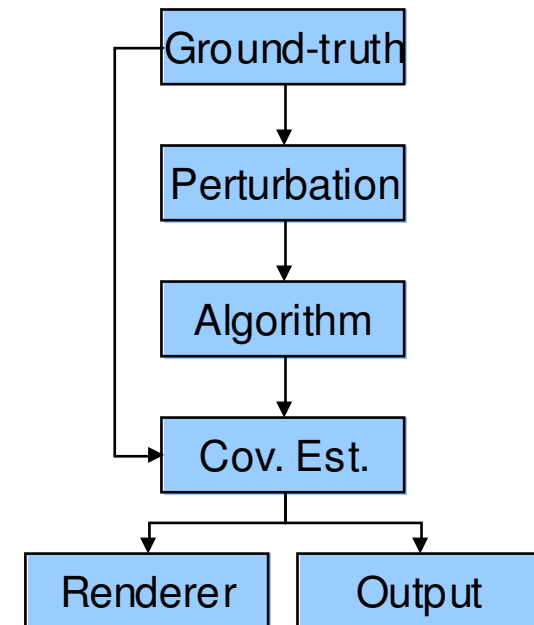 Ground-truth
Perturbation
Algorithm
Cov. Est.
Renderer
Output